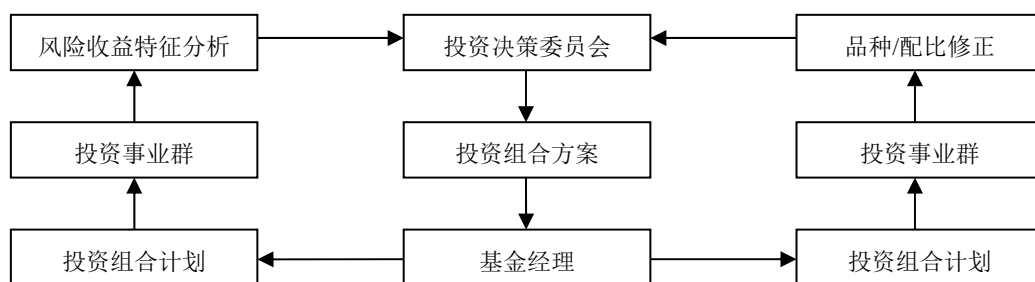 风险收益特征分析
投资决策委员会
品种/配比修正
投资事业群
投资组合方案
投资事业群
投资组合计划
基金经理
投资组合计划